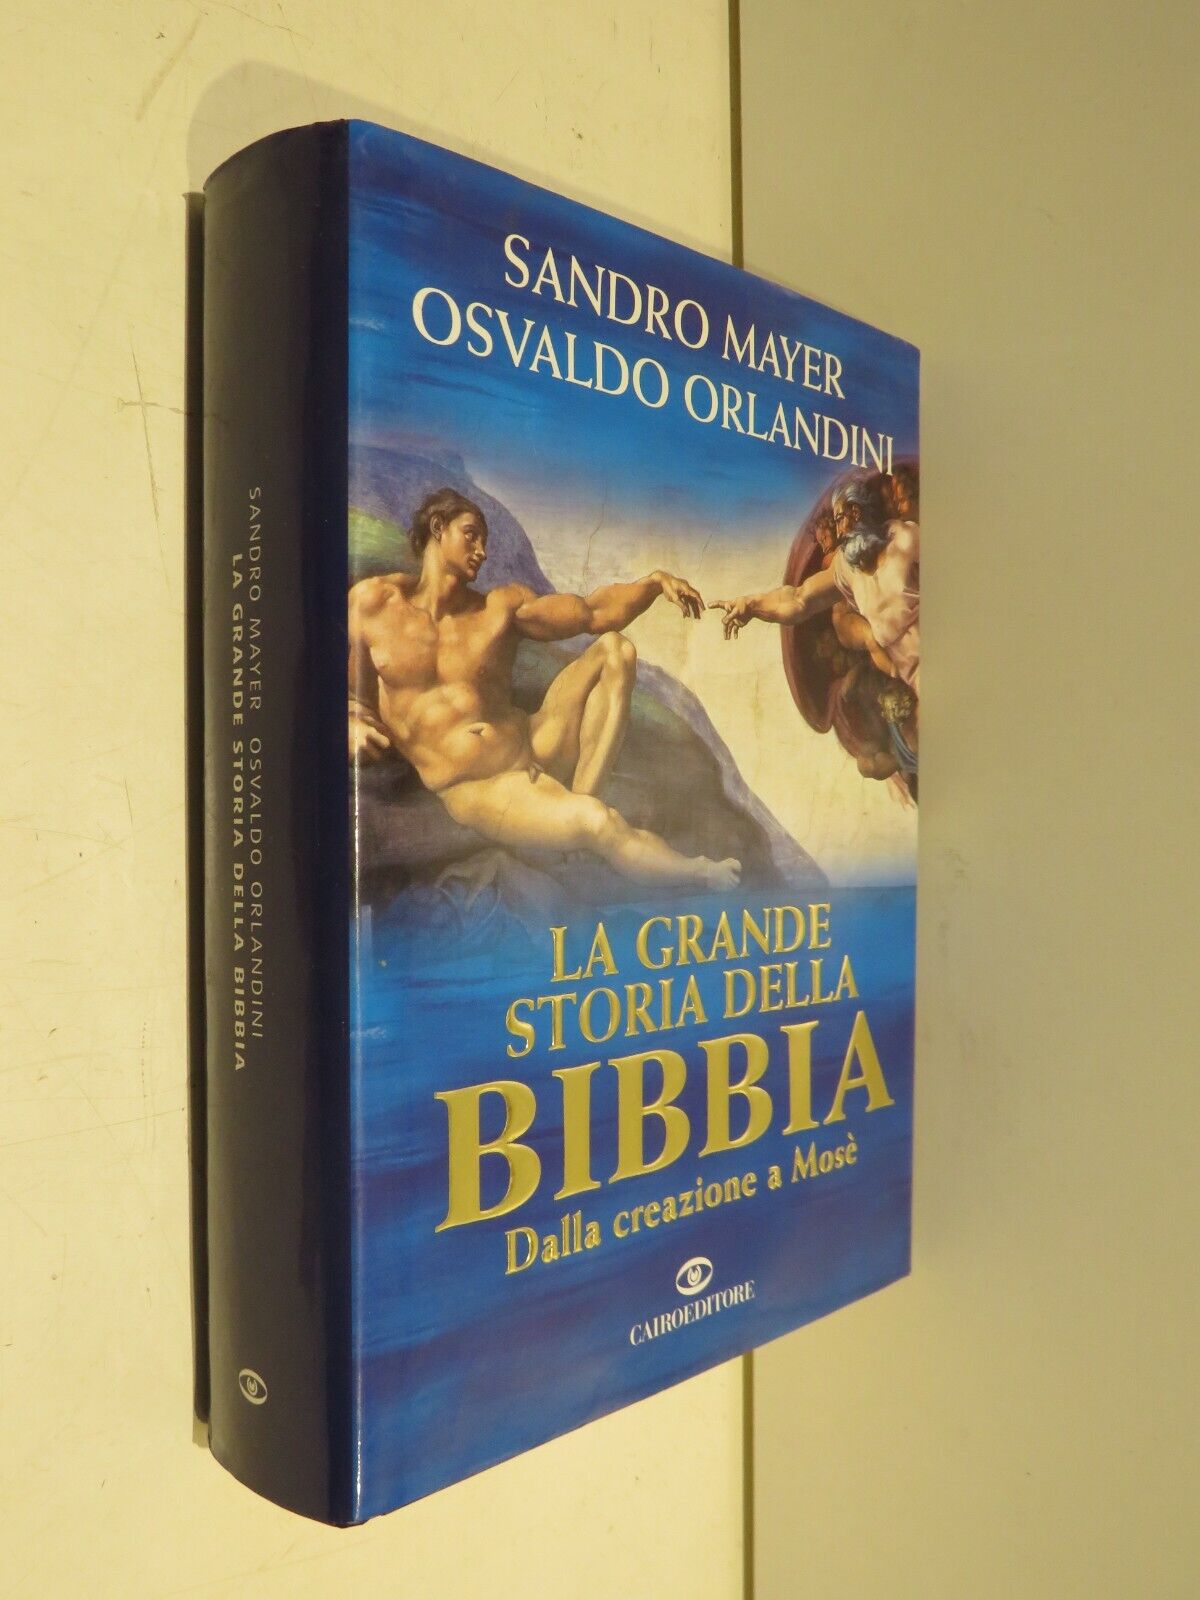 SANDRO MAYER
OSVALDO ORLANDINI
LA GRANDE
STORIA DELLA
BIBBIA
Dalla creazione a Mosè
CAIROEDITORE
SANDRO MAYER OSVALDO ORLANDINI
LA GRANDE STORIA DELLA BIBBIA